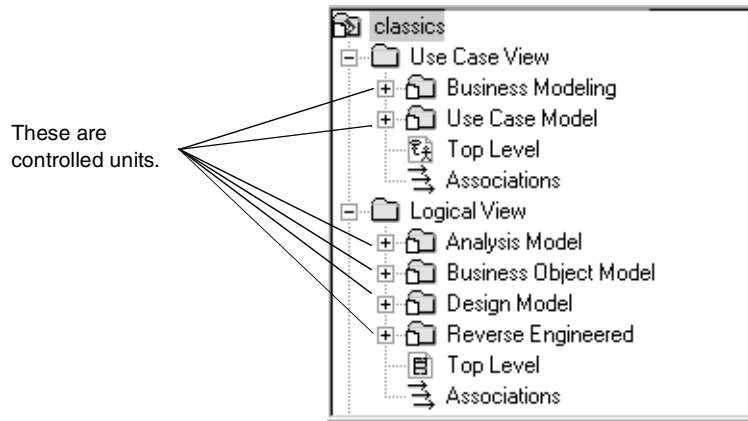 classics
Use Case View
Business Modeling
Use Case Model
Top Level
Associations
Logical View
Analysis Model
Business Object Model
Design Model
Reverse Engineered
Top Level
Associations
These are
controlled units.